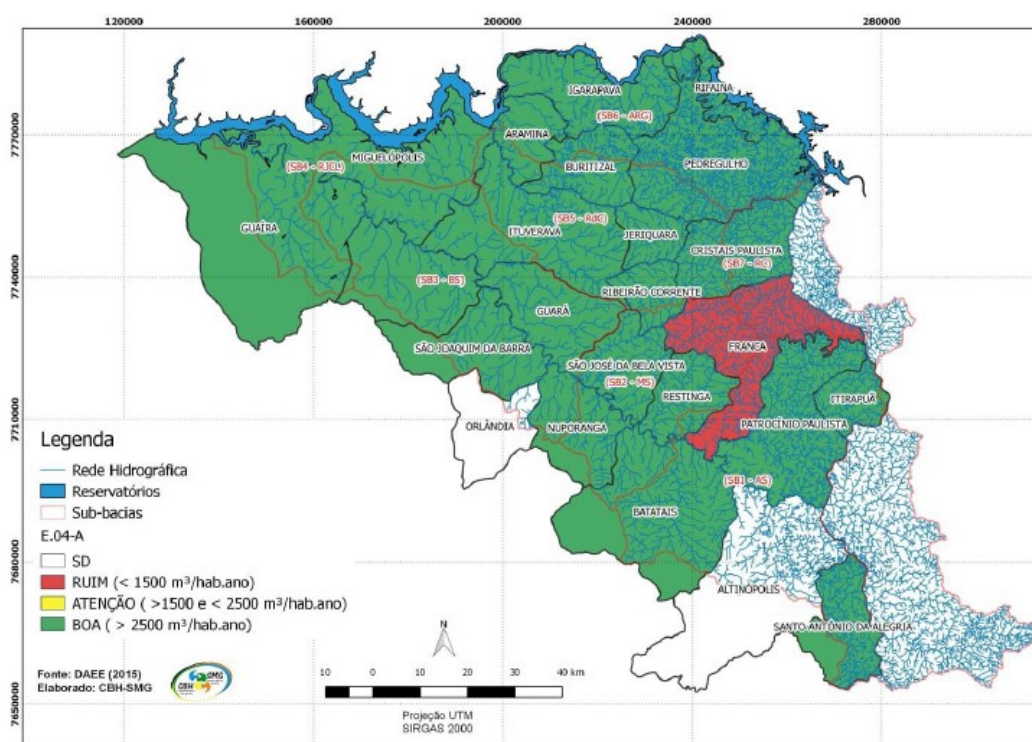 120000 160000 200000 240000 280000
7770000
7740000
7710000
7680000
7650000
IGARAPAVA
RIFAINA
(SB6 - ARG)
ARAMINA
MIGUELÓPOLIS
(SB4 - RJCL)
BURITIZAL
PEDREGULHO
GUAÍRA
ITUVERAVA
(SB5 - RdC)
JERIQUARA
CRISTAIS PAULISTA
(SB7 - RC)
(SB3 - BS)
RIBEIRÃO CORRENTE
GUARÁ
SÃO JOAQUIM DA BARRA
FRANCA
SÃO JOSÉ DA BELA VISTA
(SB2 - MS)
RESTINGA
ITIRAPUÃ
ORLÂNDIA
NUPORANGA
PATROCÍNIO PAULISTA
(SB1 - AS)
BATATAIS
ALTINÓPOLIS
SANTO ANTÔNIO DA ALEGRIA
Legenda
Rede Hidrográfica
Reservatórios
Sub-bacias
E.04-A
SD
RUIM (< 1500 m³/hab.ano)
ATENÇÃO ( >1500 e < 2500 m³/hab.ano)
BOA ( > 2500 m³/hab.ano)
Fonte: DAEE (2015)
Elaborado: CBH-SMG
CBH SMG
N
10 0 10 20 30 40 km
Projeção UTM
SIRGAS 2000